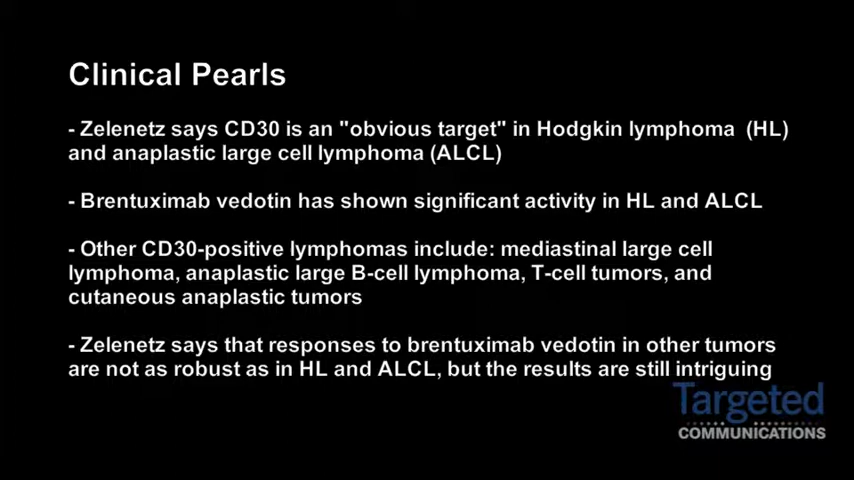 Clinical Pearls
- Zelenetz says CD30 is an "obvious target" in Hodgkin lymphoma (HL)
and anaplastic large cell lymphoma (ALCL)
- Brentuximab vedotin has shown significant activity in HL and ALCL
- Other CD30-positive lymphomas include: mediastinal large cell
lymphoma, anaplastic large B-cell lymphoma, T-cell tumors, and
cutaneous anaplastic tumors
- Zelenetz says that responses to brentuximab vedotin in other tumors
are not as robust as in HL and ALCL, but the results are still intriguing
Targeted
COMMUNICATIONS